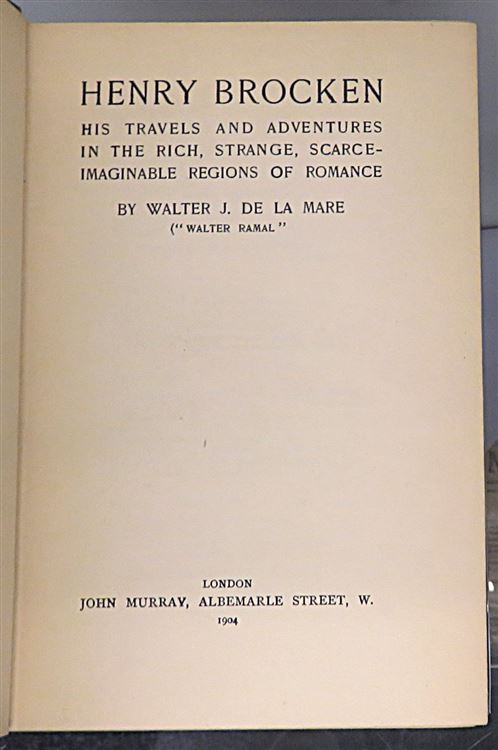 HENRY BROCKEN
HIS TRAVELS AND ADVENTURES
IN THE RICH, STRANGE, SCARCE-
IMAGINABLE REGIONS OF ROMANCE
BY WALTER J. DE LA MARE
("WALTER RAMAL"
LONDON
JOHN MURRAY, ALBEMARLE STREET, W.
1904